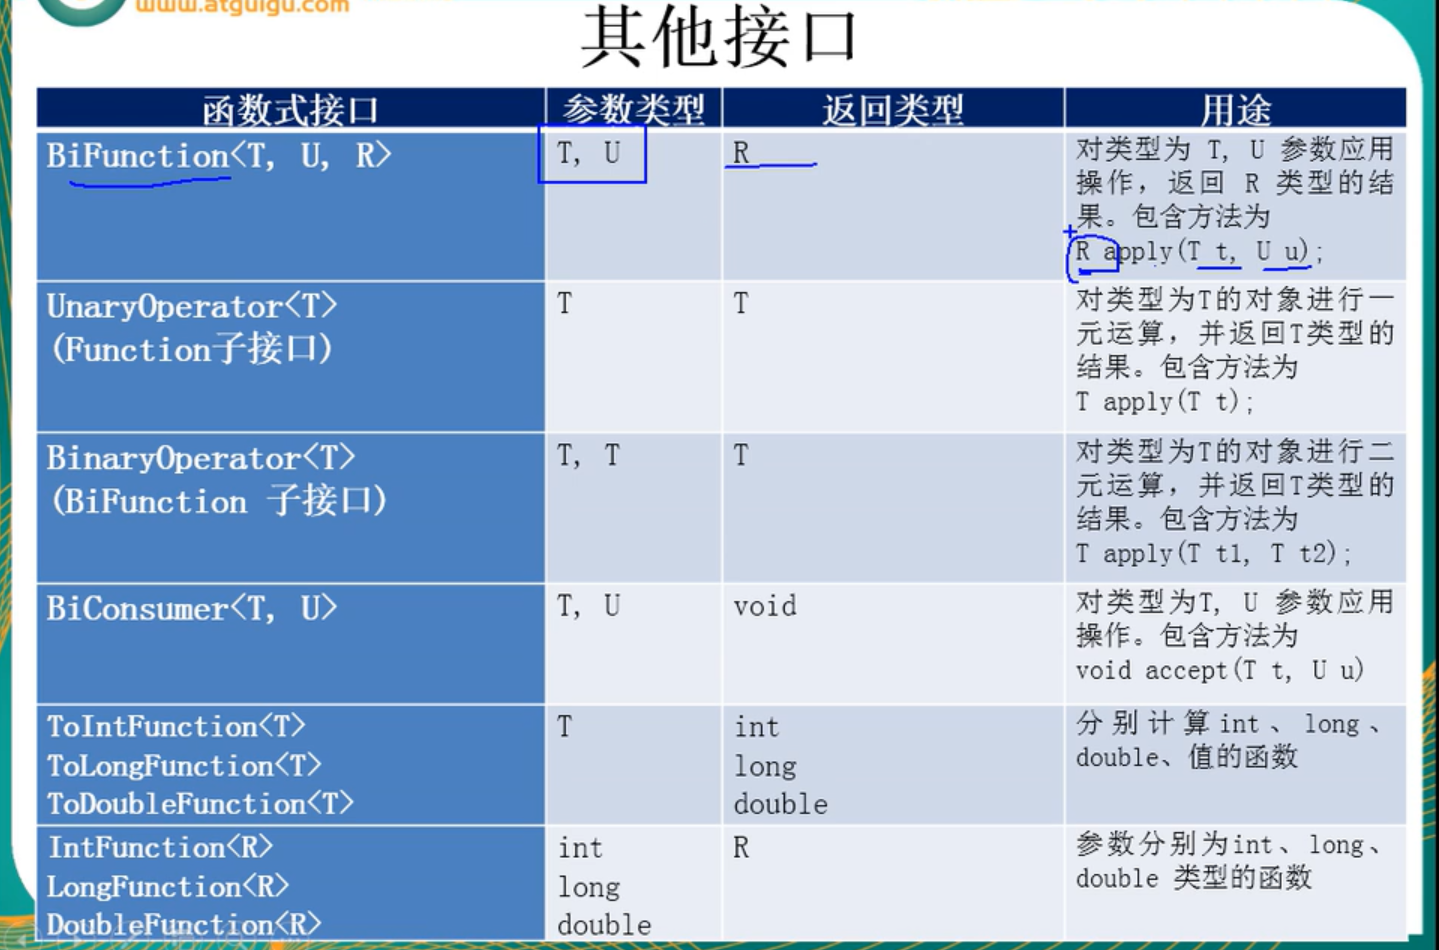 www.atguigu.com
其他接口
函数式接口 参数类型 返回类型 用途
BiFunction<T, U, R> T, U R 对类型为 T, U 参数应用
操作，返回 R 类型的结
果。包含方法为
R apply(T t, U u);
UnaryOperator<T> T T 对类型为T的对象进行一
(Function子接口) 元运算，并返回T类型的
结果。包含方法为
T apply(T t);
BinaryOperator<T> T, T T 对类型为T的对象进行二
(BiFunction 子接口) 元运算，并返回T类型的
结果。包含方法为
T apply(T t1, T t2);
BiConsumer<T, U> T, U void 对类型为T, U 参数应用
操作。包含方法为
void accept(T t, U u)
ToIntFunction<T> T int 分别计算int、long、
ToLongFunction<T> long double、值的函数
ToDoubleFunction<T> double
IntFunction<R> int R 参数分别为int、long、
LongFunction<R> long double 类型的函数
DoubleFunction<R> double